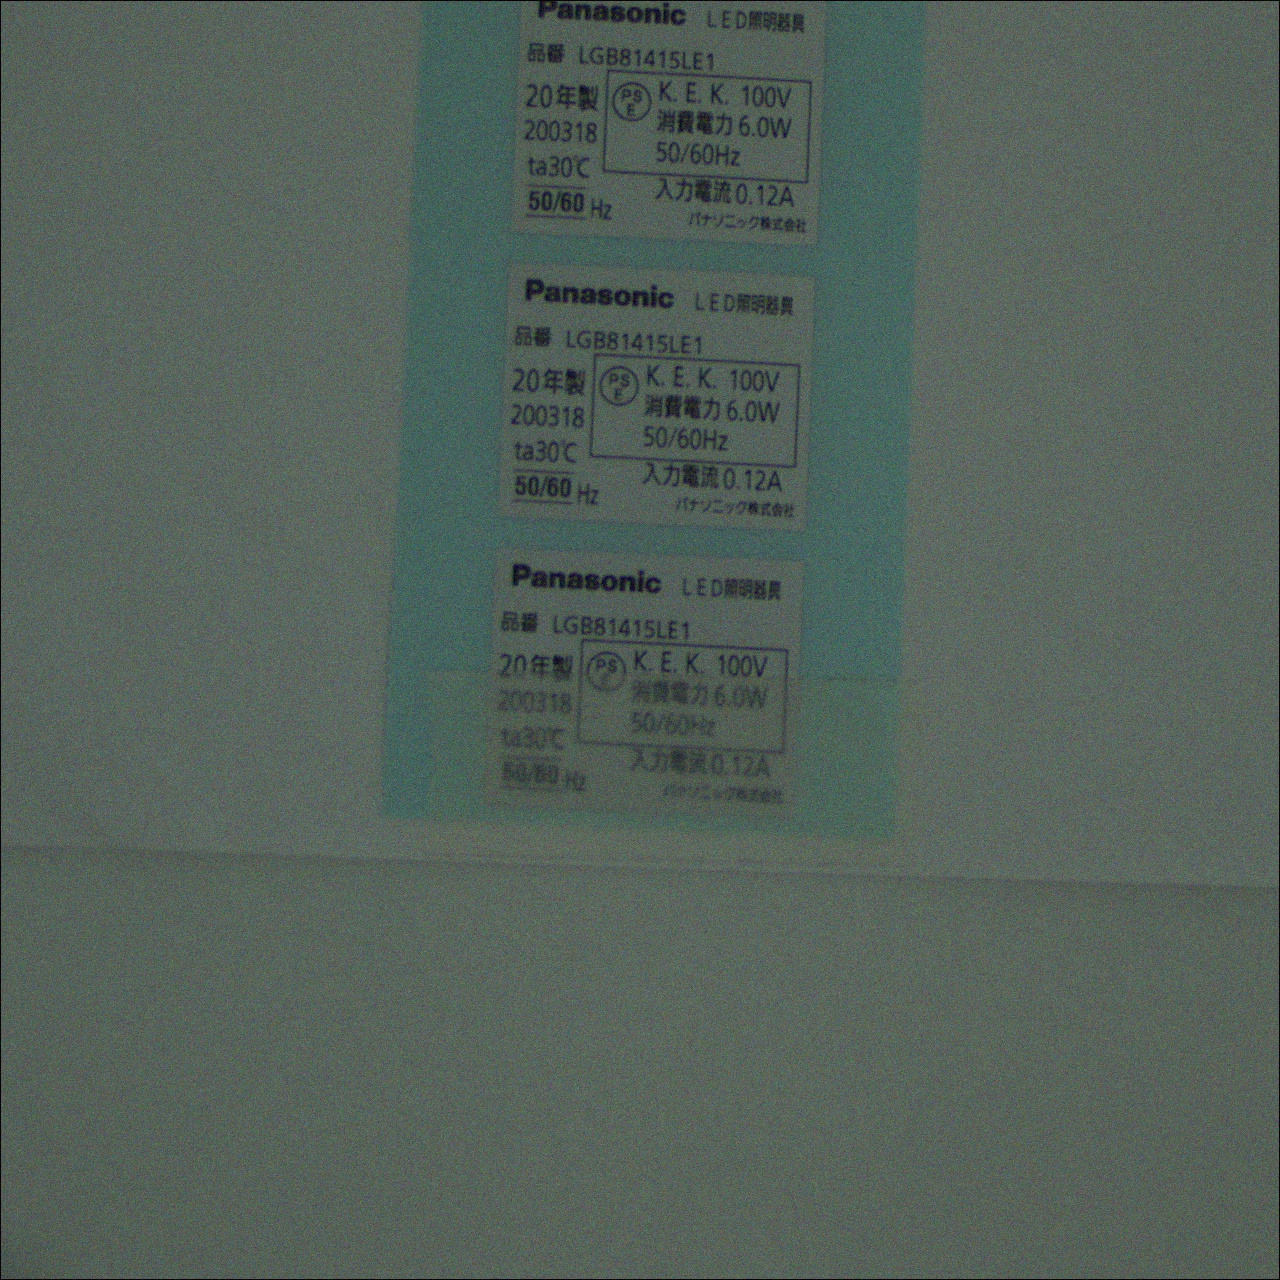 Panasonic LED照明器具
品番 LGB81415LE1
20年製 PSE K. E. K. 100V
200318 消費電力 6.0W
50/60Hz
ta30℃
入力電流 0.12A
50/60 Hz
パナソニック株式会社
Panasonic LED照明器具
品番 LGB81415LE1
20年製 PSE K. E. K. 100V
200318 消費電力 6.0W
50/60Hz
ta30℃
入力電流 0.12A
50/60 Hz
パナソニック株式会社
Panasonic LED照明器具
品番 LGB81415LE1
20年製 PSE K. E. K. 100V
200318 消費電力 6.0W
50/60Hz
ta30℃
入力電流 0.12A
50/60 Hz
パナソニック株式会社